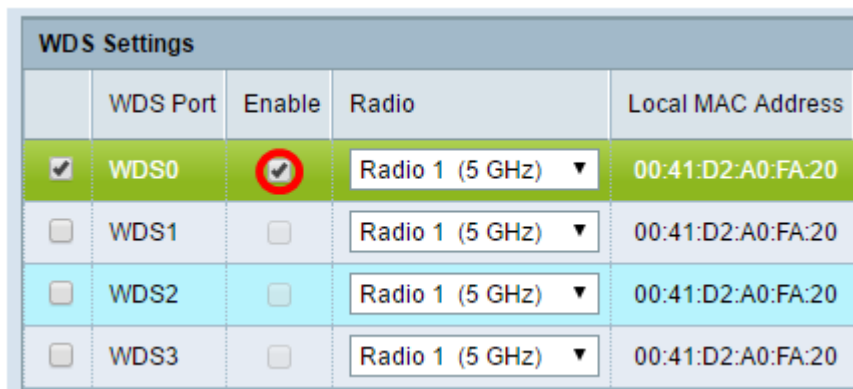 WDS Settings
WDS Port Enable Radio Local MAC Address
WDS0 Radio 1 (5 GHz) 00:41:D2:A0:FA:20
WDS1 Radio 1 (5 GHz) 00:41:D2:A0:FA:20
WDS2 Radio 1 (5 GHz) 00:41:D2:A0:FA:20
WDS3 Radio 1 (5 GHz) 00:41:D2:A0:FA:20